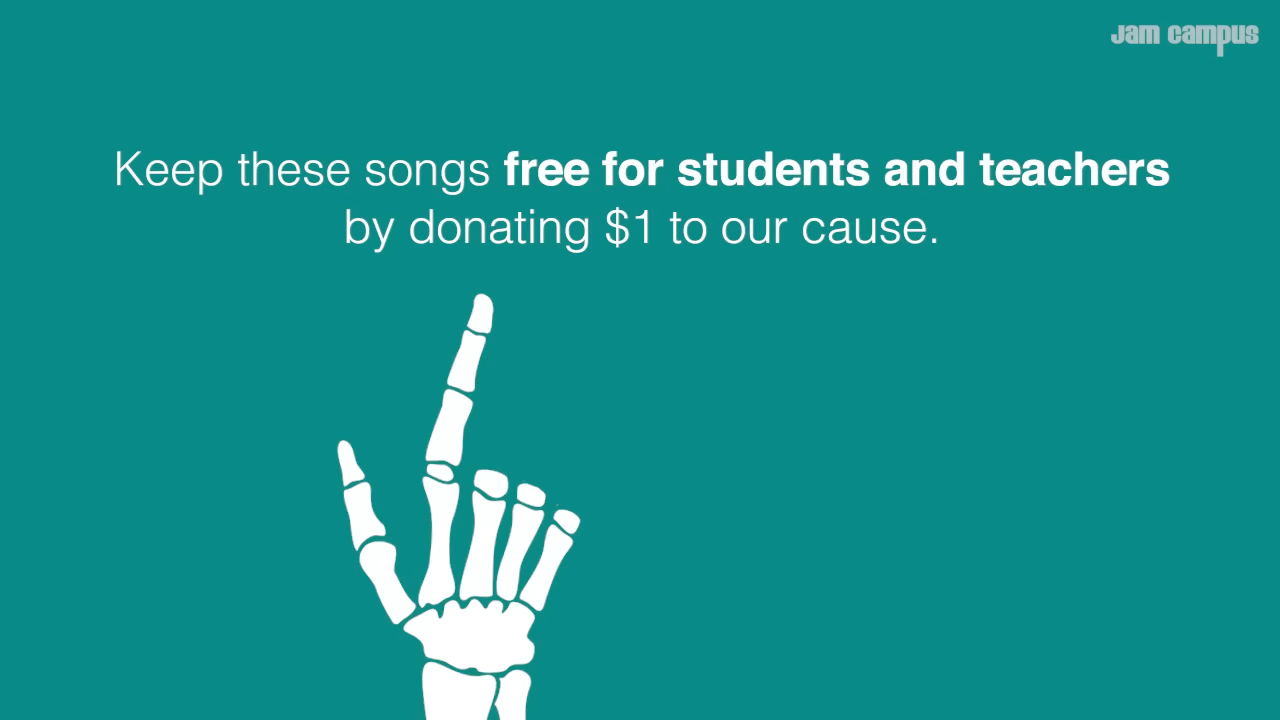 Jam campus
Keep these songs free for students and teachers
by donating $1 to our cause.